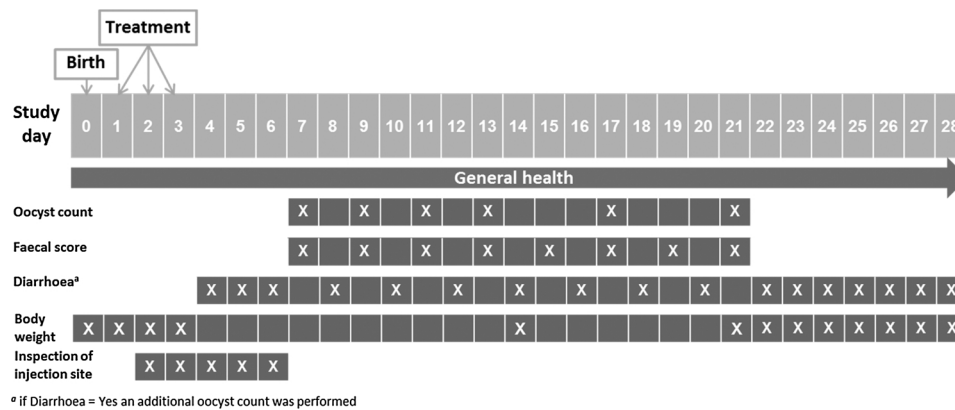 Treatment
Birth
Study day 0 1 2 3 4 5 6 7 8 9 10 11 12 13 14 15 16 17 18 19 20 21 22 23 24 25 26 27 28
General health
Oocyst count X X X X X X
Faecal score X X X X X X X X
Diarrhoeaᵃ X X X X X X X X X X X X X X X X X
Body weight X X X X X X X X X X X X X
Inspection of injection site X X X X X
ᵃ if Diarrhoea = Yes an additional oocyst count was performed